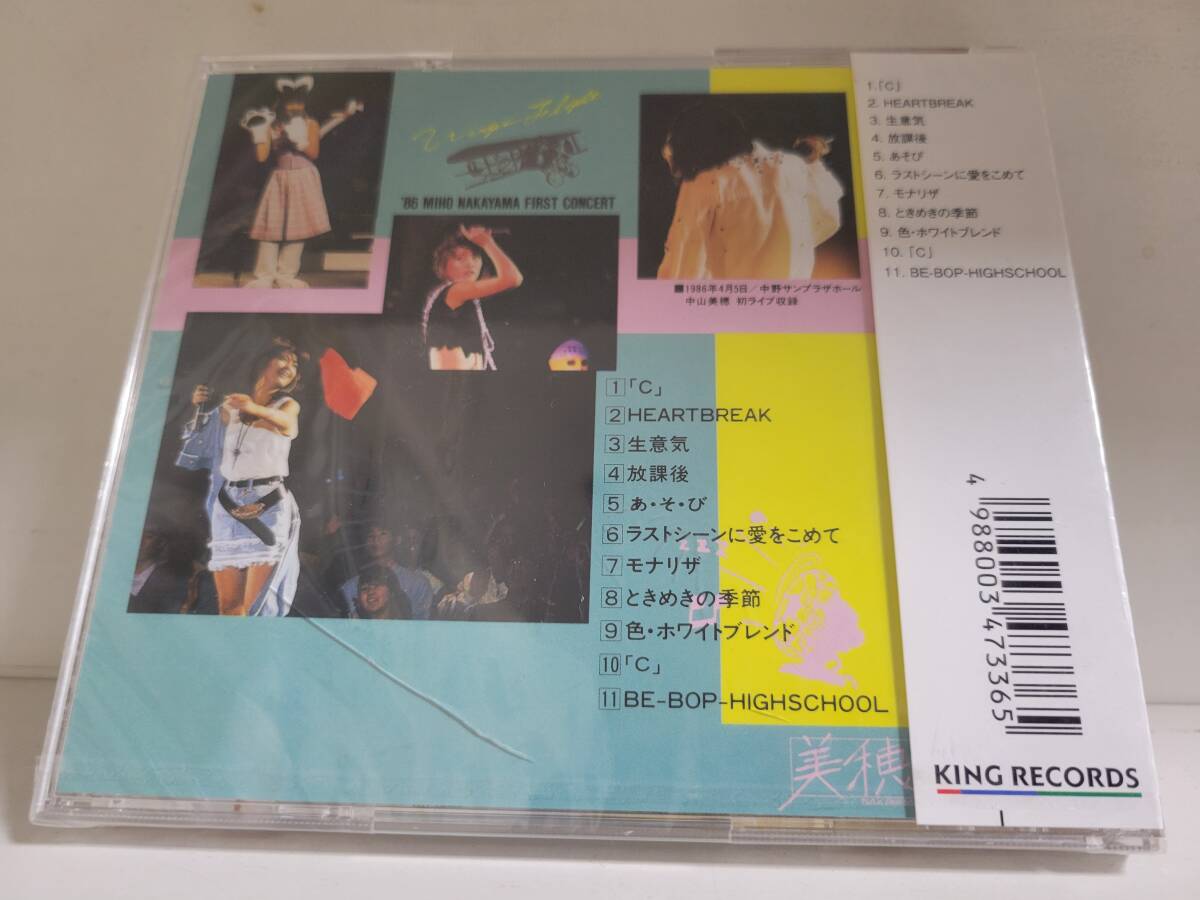 '86 MIHO NAKAYAMA FIRST CONCERT
■1986年4月5日／中野サンプラザホール
中山美穂 初ライブ収録
1「C」
2 HEARTBREAK
3 生意気
4 放課後
5 あ・そ・び
6 ラストシーンに愛をこめて
7 モナリザ
8 ときめきの季節
9 色・ホワイトブレンド
10「C」
11 BE-BOP-HIGHSCHOOL
美穂
1.「C」
2. HEARTBREAK
3. 生意気
4. 放課後
5. あそび
6. ラストシーンに愛をこめて
7. モナリザ
8. ときめきの季節
9. 色・ホワイトブレンド
10. 「C」
11. BE-BOP-HIGHSCHOOL
4 988003 473365
KING RECORDS